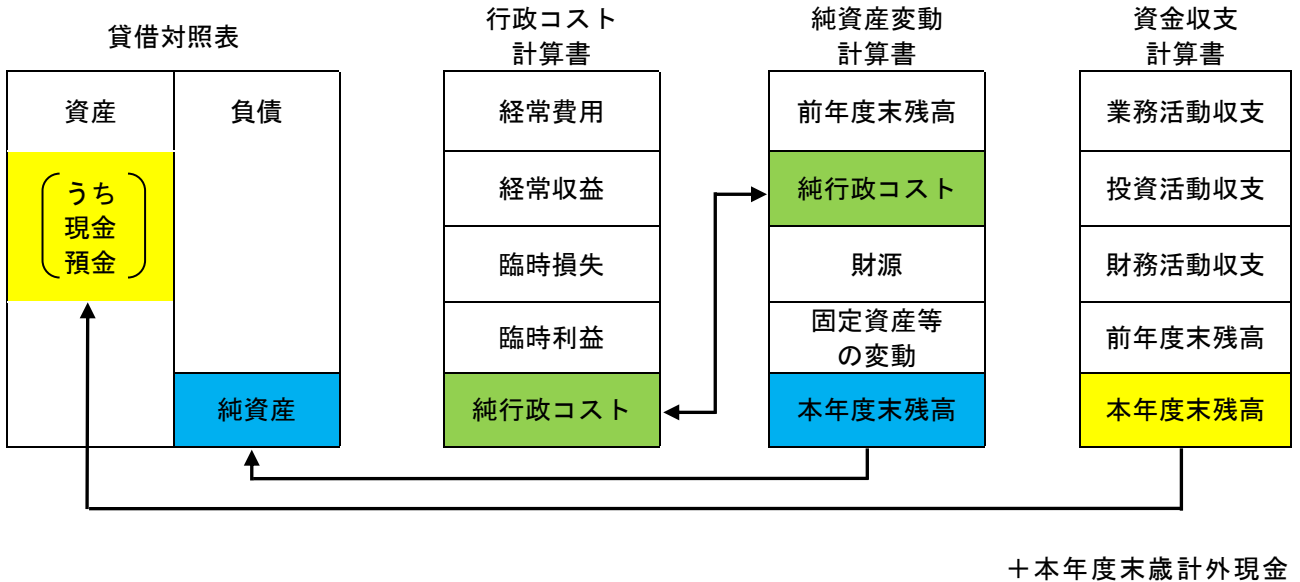 貸借対照表
資産
負債
うち
現金
預金
純資産
行政コスト
計算書
経常費用
経常収益
臨時損失
臨時利益
純行政コスト
純資産変動
計算書
前年度末残高
純行政コスト
財源
固定資産等
の変動
本年度末残高
資金収支
計算書
業務活動収支
投資活動収支
財務活動収支
前年度末残高
本年度末残高
＋本年度末歳計外現金